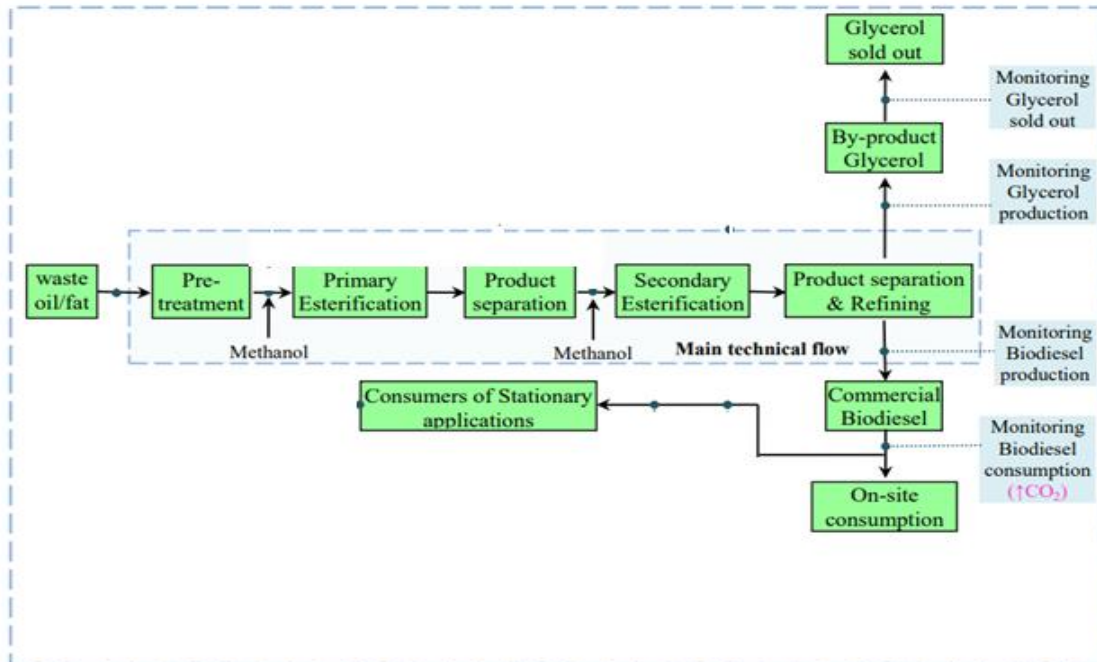 Glycerol
sold out
Monitoring
Glycerol
sold out
By-product
Glycerol
Monitoring
Glycerol
production
waste
oil/fat
Pre-
treatment
Primary
Esterification
Product
separation
Secondary
Esterification
Product separation
& Refining
Methanol
Methanol
Main technical flow
Monitoring
Biodiesel
production
Consumers of Stationary
applications
Commercial
Biodiesel
Monitoring
Biodiesel
consumption
(↑CO₂)
On-site
consumption